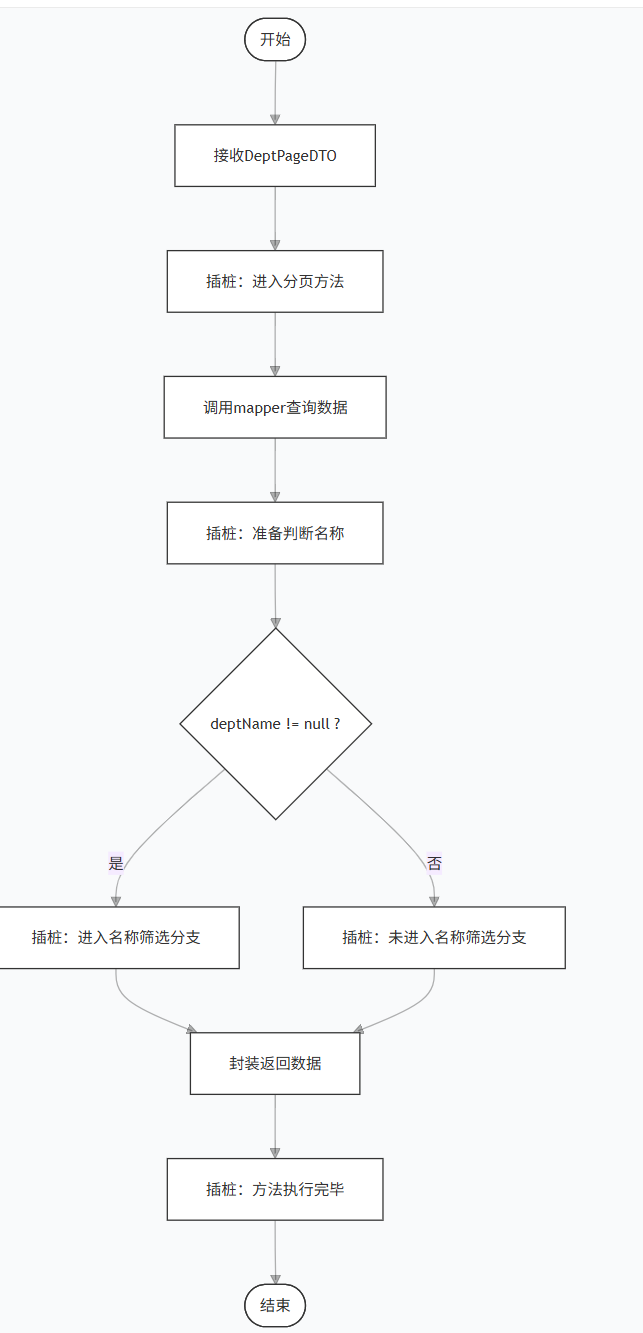 开始
接收DeptPageDTO
插桩：进入分页方法
调用mapper查询数据
插桩：准备判断名称
deptName != null ?
是
否
插桩：进入名称筛选分支
插桩：未进入名称筛选分支
封装返回数据
插桩：方法执行完毕
结束